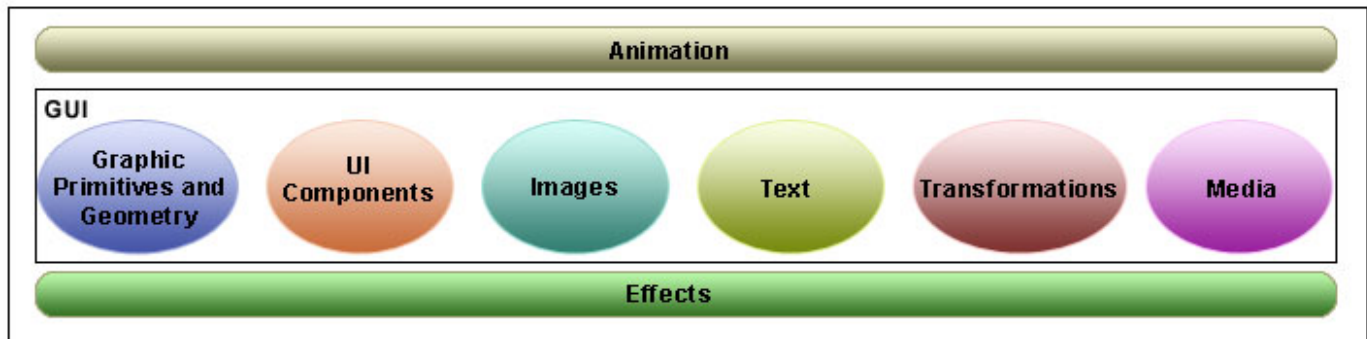 Animation
GUI
Graphic
Primitives and
Geometry
UI
Components
Images
Text
Transformations
Media
Effects